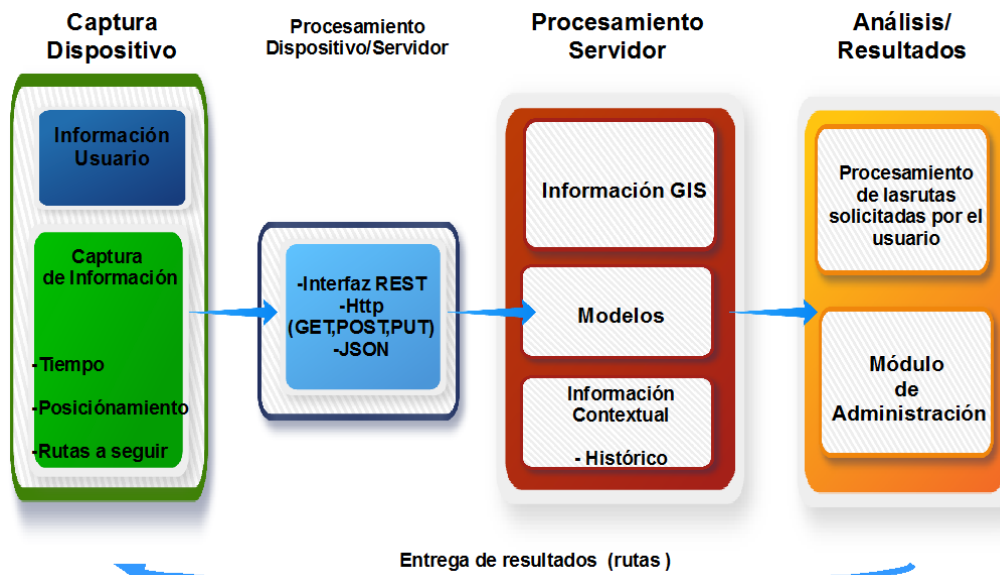 Captura
Dispositivo
Información
Usuario
Captura
de Información
-Tiempo
-Posiciónamiento
-Rutas a seguir
Procesamiento
Dispositivo/Servidor
-Interfaz REST
-Http
(GET,POST,PUT)
-JSON
Procesamiento
Servidor
Información GIS
Modelos
Información
Contextual
- Histórico
Análisis/
Resultados
Procesamiento
de lasrutas
solicitadas por el
usuario
Módulo
de
Administración
Entrega de resultados (rutas )